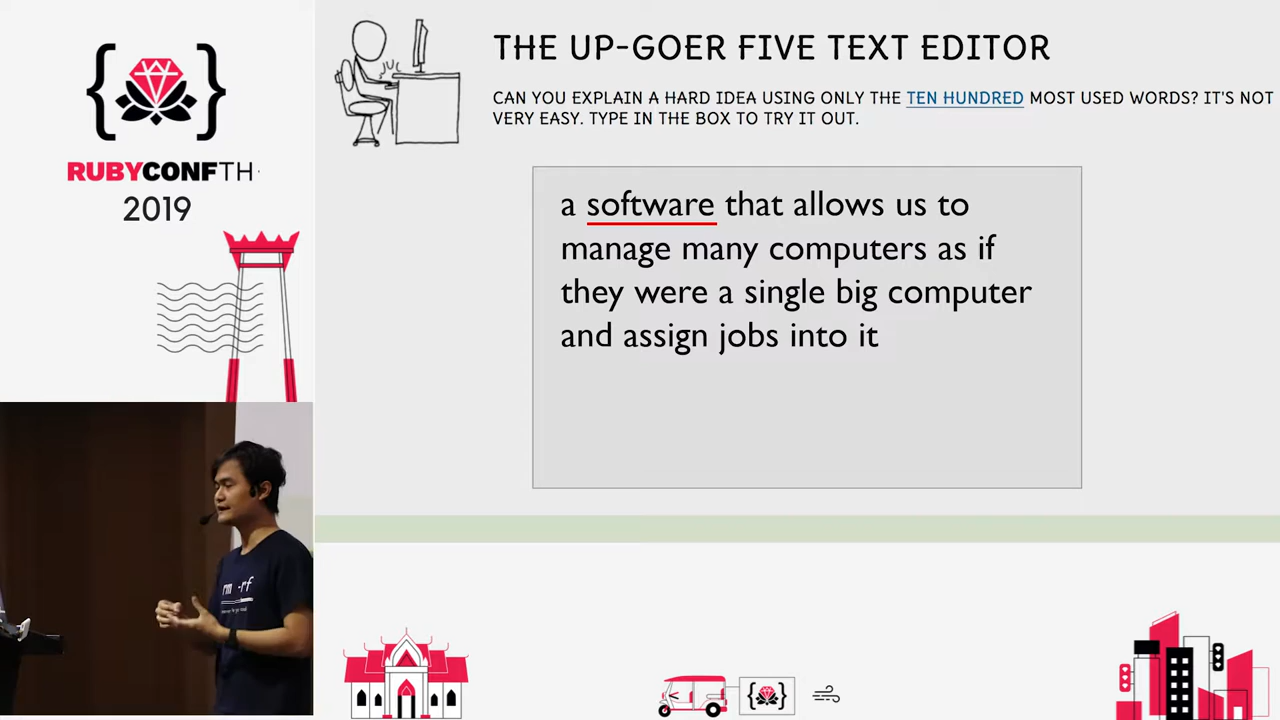 RUBYCONFTH
2019
THE UP-GOER FIVE TEXT EDITOR
CAN YOU EXPLAIN A HARD IDEA USING ONLY THE TEN HUNDRED MOST USED WORDS? IT'S NOT
VERY EASY. TYPE IN THE BOX TO TRY IT OUT.
a software that allows us to
manage many computers as if
they were a single big computer
and assign jobs into it
rm -rf